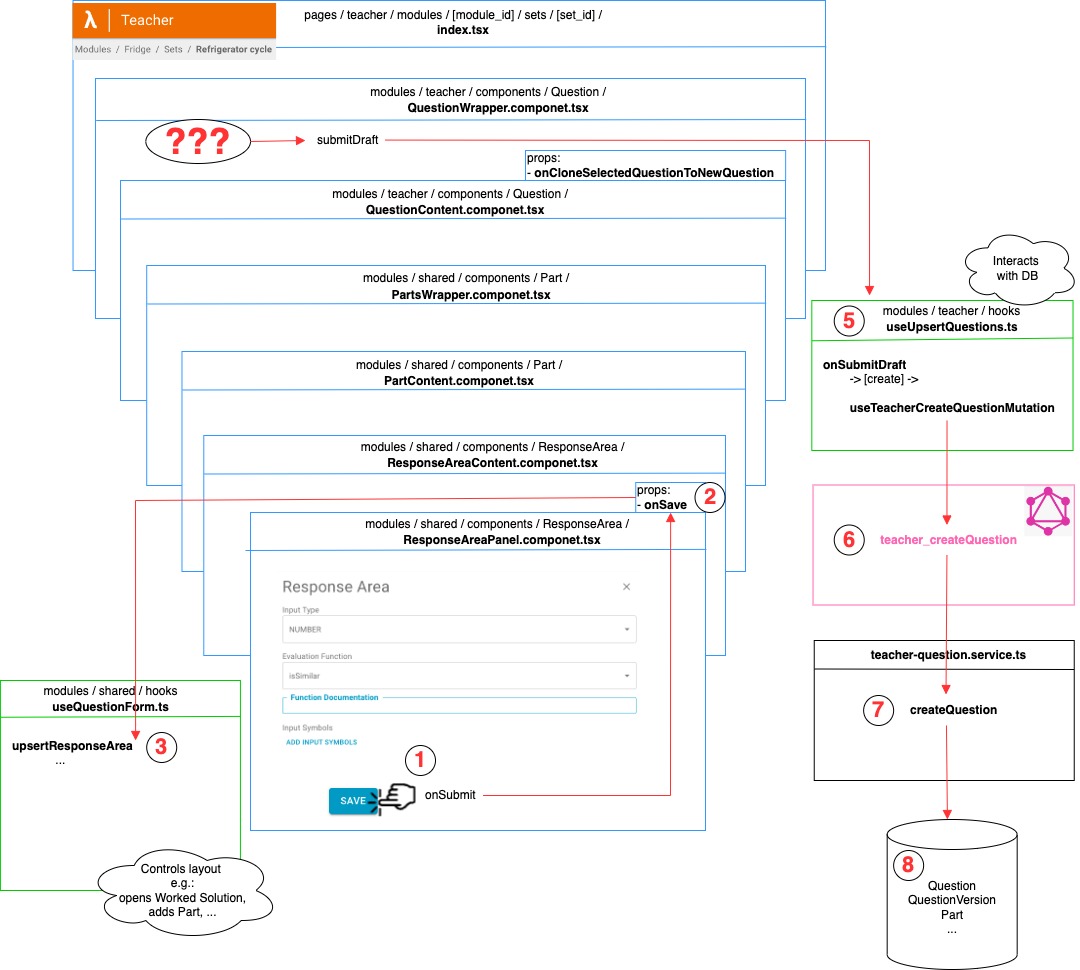 λ Teacher
Modules / Fridge / Sets / Refrigerator cycle
pages / teacher / modules / [module_id] / sets / [set_id] /
index.tsx
modules / teacher / components / Question /
QuestionWrapper.componet.tsx
???
submitDraft
props:
- onCloneSelectedQuestionToNewQuestion
modules / teacher / components / Question /
QuestionContent.componet.tsx
modules / shared / components / Part /
PartsWrapper.componet.tsx
modules / shared / components / Part /
PartContent.componet.tsx
modules / shared / components / ResponseArea /
ResponseAreaContent.componet.tsx
props:
- onSave
2
modules / shared / components / ResponseArea /
ResponseAreaPanel.componet.tsx
Response Area
×
Input Type
NUMBER
Evaluation Function
isSimilar
Function Documentation
Input Symbols
ADD INPUT SYMBOLS
1
SAVE
onSubmit
modules / shared / hooks
useQuestionForm.ts
upsertResponseArea
3
...
Controls layout
e.g.:
opens Worked Solution,
adds Part, ...
Interacts
with DB
5
modules / teacher / hooks
useUpsertQuestions.ts
onSubmitDraft
-> [create] ->
useTeacherCreateQuestionMutation
6
teacher_createQuestion
teacher-question.service.ts
7
createQuestion
8
Question
QuestionVersion
Part
...